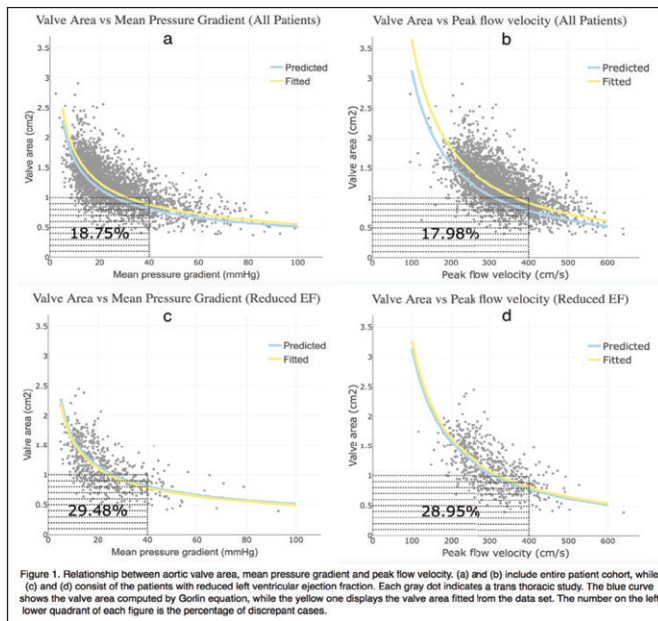 Valve Area vs Mean Pressure Gradient (All Patients)
a
3.5
3
2.5
2
1.5
1
0.5
0
Valve area (cm2)
Predicted
Fitted
18.75%
0 20 40 60 80 100
Mean pressure gradient (mmHg)
Valve Area vs Peak flow velocity (All Patients)
b
3.5
3
2.5
2
1.5
1
0.5
0
Valve area (cm2)
Predicted
Fitted
17.98%
0 100 200 300 400 500 600
Peak flow velocity (cm/s)
Valve Area vs Mean Pressure Gradient (Reduced EF)
c
3.5
3
2.5
2
1.5
1
0.5
0
Valve area (cm2)
Predicted
Fitted
29.48%
0 20 40 60 80 100
Mean pressure gradient (mmHg)
Valve Area vs Peak flow velocity (Reduced EF)
d
3.5
3
2.5
2
1.5
1
0.5
0
Valve area (cm2)
Predicted
Fitted
28.95%
0 100 200 300 400 500 600
Peak flow velocity (cm/s)
Figure 1. Relationship between aortic valve area, mean pressure gradient and peak flow velocity. (a) and (b) include entire patient cohort, while
(c) and (d) consist of the patients with reduced left ventricular ejection fraction. Each gray dot indicates a trans thoracic study. The blue curve
shows the valve area computed by Gorlin equation, while the yellow one displays the valve area fitted from the data set. The number on the left
lower quadrant of each figure is the percentage of discrepant cases.